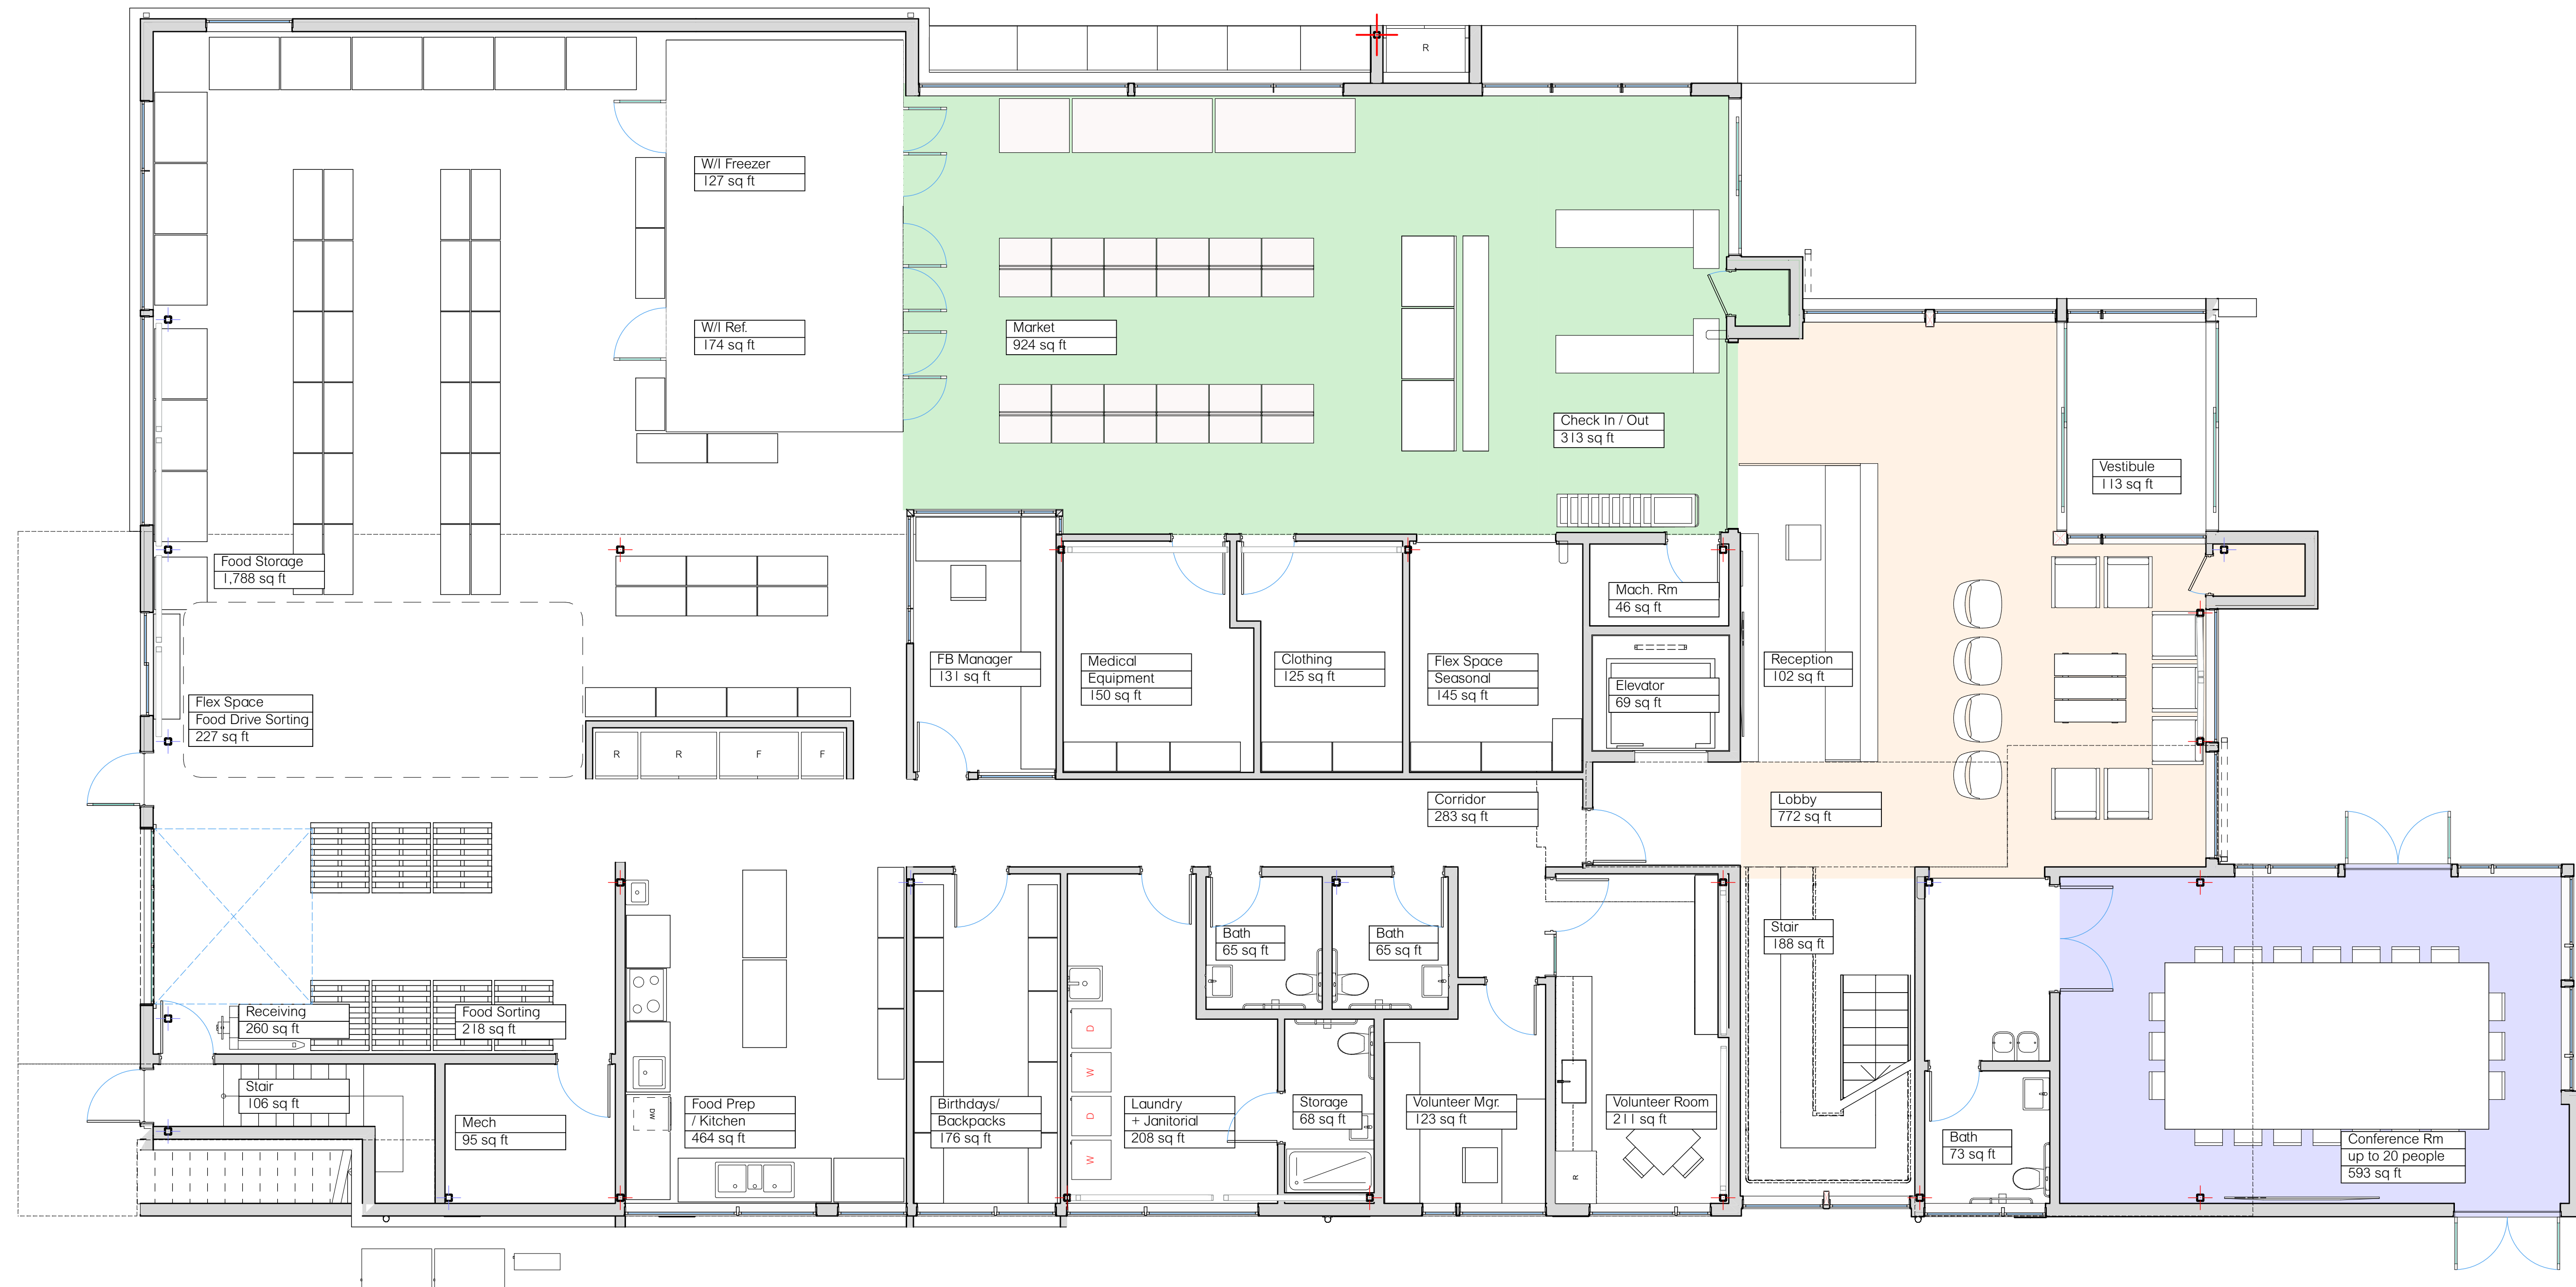 R
W/I Freezer
127 sq ft
W/I Ref.
174 sq ft
Market
924 sq ft
Check In / Out
313 sq ft
Vestibule
113 sq ft
Food Storage
1,788 sq ft
Mach. Rm
46 sq ft
FB Manager
131 sq ft
Medical
Equipment
150 sq ft
Clothing
125 sq ft
Flex Space
Seasonal
145 sq ft
Elevator
69 sq ft
Reception
102 sq ft
Flex Space
Food Drive Sorting
227 sq ft
R
R
F
F
Corridor
283 sq ft
Lobby
772 sq ft
Bath
65 sq ft
Bath
65 sq ft
Stair
188 sq ft
Receiving
260 sq ft
Food Sorting
218 sq ft
D
W
D
W
Stair
106 sq ft
Mech
95 sq ft
DW
Food Prep
/ Kitchen
464 sq ft
Birthdays/
Backpacks
176 sq ft
Laundry
+ Janitorial
208 sq ft
Storage
68 sq ft
Volunteer Mgr.
123 sq ft
Volunteer Room
211 sq ft
R
Bath
73 sq ft
Conference Rm
up to 20 people
593 sq ft